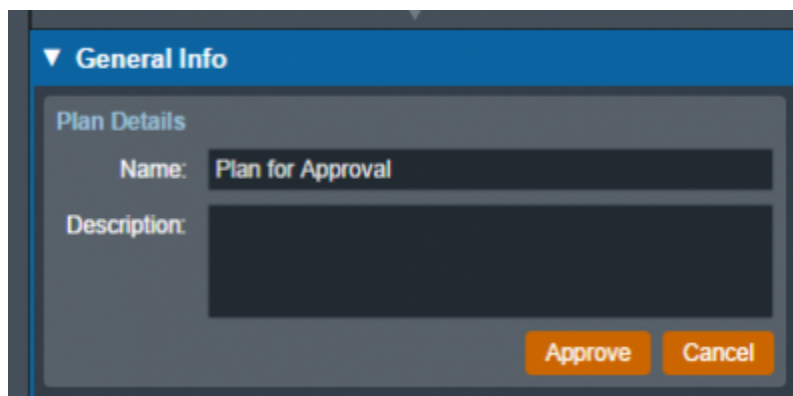 General Info
Plan Details
Name: Plan for Approval
Description:
Approve Cancel